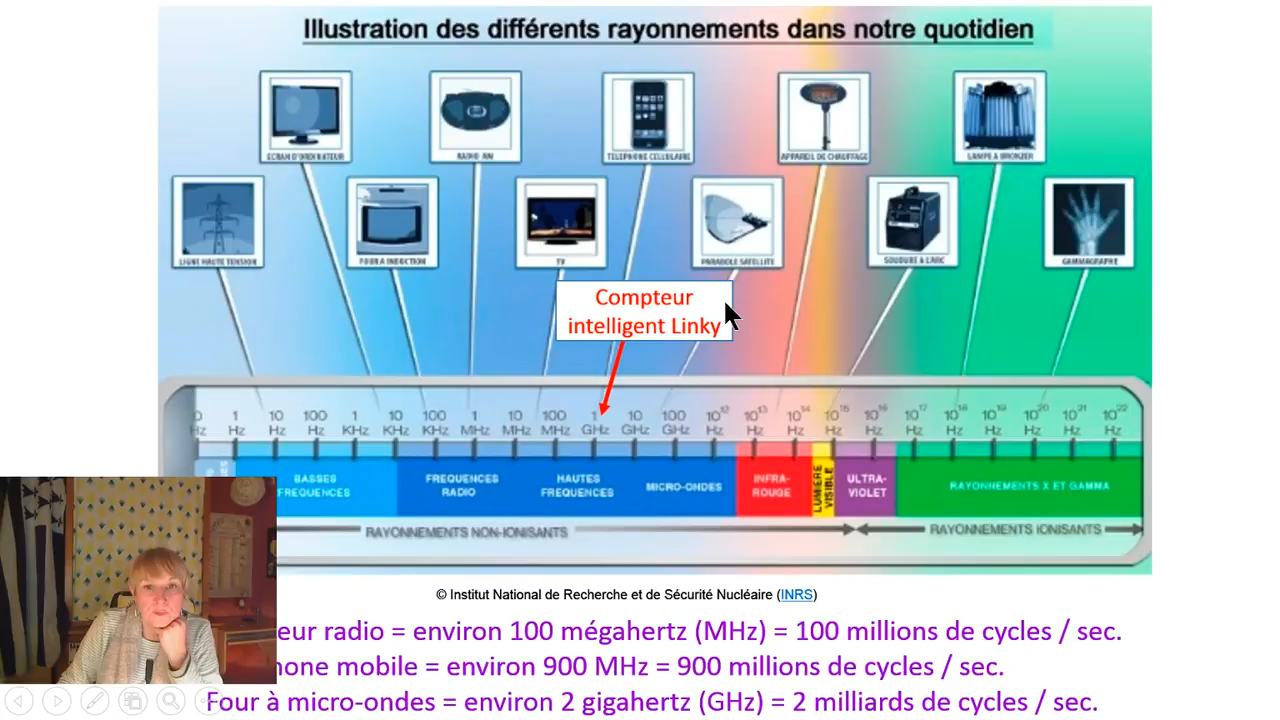 Illustration des différents rayonnements dans notre quotidien
ÉCRAN D'ORDINATEUR
RADIO AM
TELEPHONE CELLULAIRE
APPAREIL DE CHAUFFAGE
LAMPE A BRONZER
LIGNE HAUTE TENSION
FOUR A INDUCTION
TV
PARABOLE SATELLITE
SOUDURE A L'ARC
GAMMAGRAPHE
Compteur
intelligent Linky
0 1 10 100 1 10 100 1 10 100 1 10 100 10¹² 10¹³ 10¹⁴ 10¹⁵ 10¹⁶ 10¹⁷ 10¹⁸ 10¹⁹ 10²⁰ 10²¹ 10²²
Hz Hz Hz Hz KHz KHz KHz MHz MHz MHz GHz GHz GHz Hz Hz Hz Hz Hz Hz Hz Hz Hz Hz Hz
BASSES
FREQUENCES
FREQUENCES
RADIO
HAUTES
FREQUENCES
MICRO-ONDES
INFRA-
ROUGE
LUMIERE
VISIBLE
ULTRA-
VIOLET
RAYONNEMENTS X ET GAMMA
RAYONNEMENTS NON-IONISANTS
RAYONNEMENTS IONISANTS
© Institut National de Recherche et de Sécurité Nucléaire (INRS)
eur radio = environ 100 mégahertz (MHz) = 100 millions de cycles / sec.
hone mobile = environ 900 MHz = 900 millions de cycles / sec.
Four à micro-ondes = environ 2 gigahertz (GHz) = 2 milliards de cycles / sec.